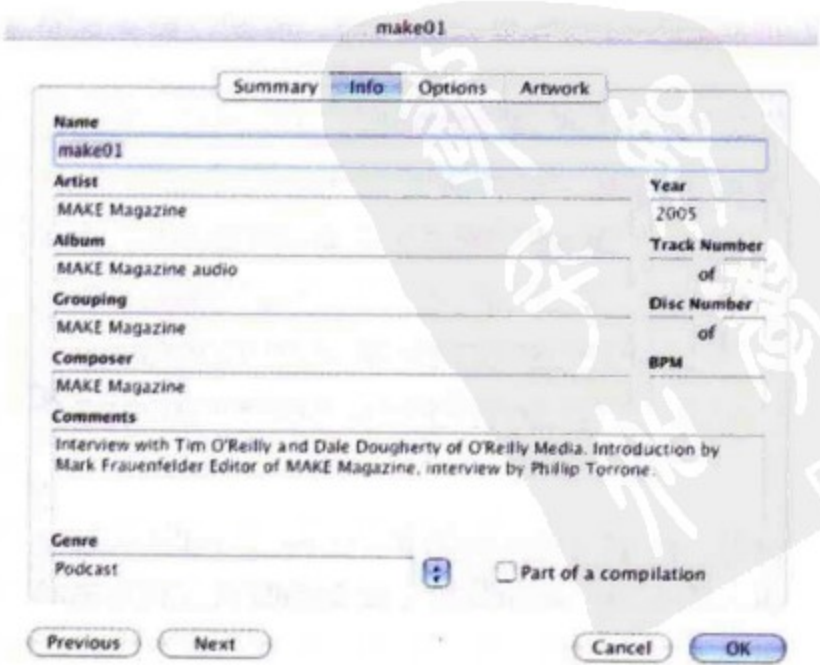 make01
Summary Info Options Artwork
Name
make01
Artist
Year
MAKE Magazine
2005
Album
Track Number
MAKE Magazine audio
of
Grouping
Disc Number
MAKE Magazine
of
Composer
BPM
MAKE Magazine
Comments
Interview with Tim O'Reilly and Dale Dougherty of O'Reilly Media. Introduction by
Mark Frauenfelder Editor of MAKE Magazine, interview by Phillip Torrone.
Genre
Podcast
Part of a compilation
Previous Next Cancel OK